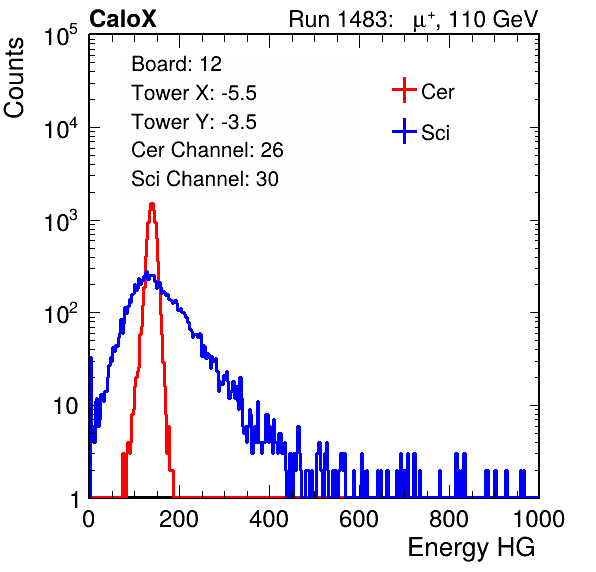 CaloX Run 1483: μ⁺, 110 GeV
Counts
10⁵
10⁴
10³
10²
10
1
Board: 12
Tower X: -5.5
Tower Y: -3.5
Cer Channel: 26
Sci Channel: 30
Cer
Sci
0 200 400 600 800 1000
Energy HG